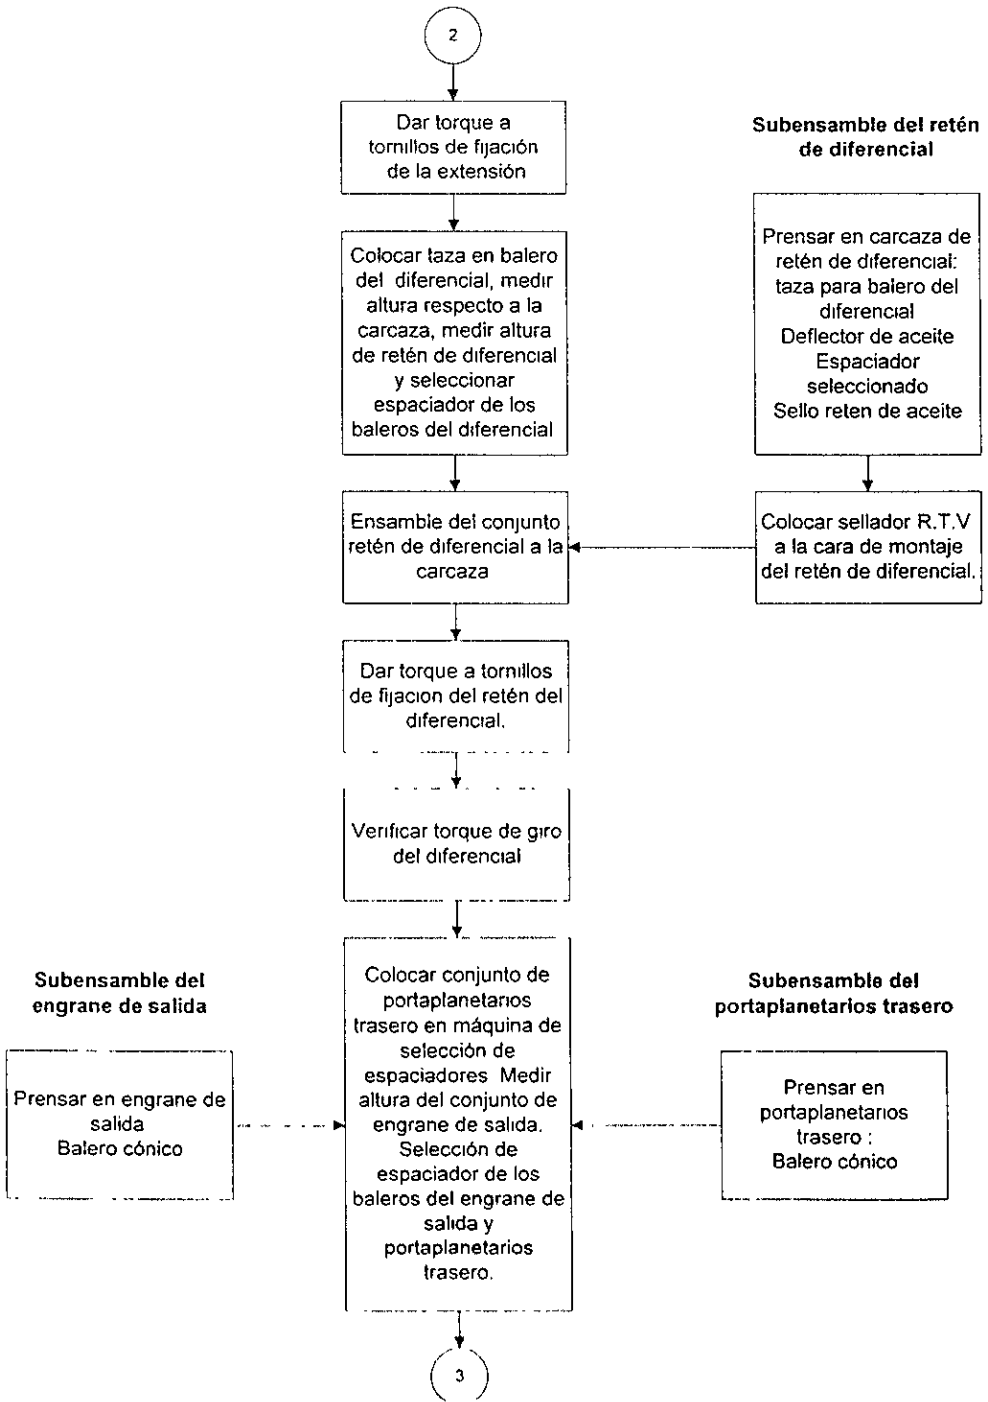 2
Dar torque a
tornillos de fijación
de la extensión
Subensamble del retén
de diferencial
Prensar en carcaza de
retén de diferencial:
taza para balero del
diferencial
Deflector de aceite
Espaciador
seleccionado
Sello reten de aceite
Colocar taza en balero
del diferencial, medir
altura respecto a la
carcaza, medir altura
de retén de diferencial
y seleccionar
espaciador de los
baleros del diferencial
Ensamble del conjunto
retén de diferencial a la
carcaza
Colocar sellador R.T.V
a la cara de montaje
del retén de diferencial.
Dar torque a tornillos
de fijacion del retén del
diferencial.
Verificar torque de giro
del diferencial
Subensamble del
engrane de salida
Prensar en engrane de
salida
Balero cónico
Colocar conjunto de
portaplanetarios
trasero en máquina de
selección de
espaciadores Medir
altura del conjunto de
engrane de salida.
Selección de
espaciador de los
baleros del engrane de
salida y
portaplanetarios
trasero.
Subensamble del
portaplanetarios trasero
Prensar en
portaplanetarios
trasero :
Balero cónico
3